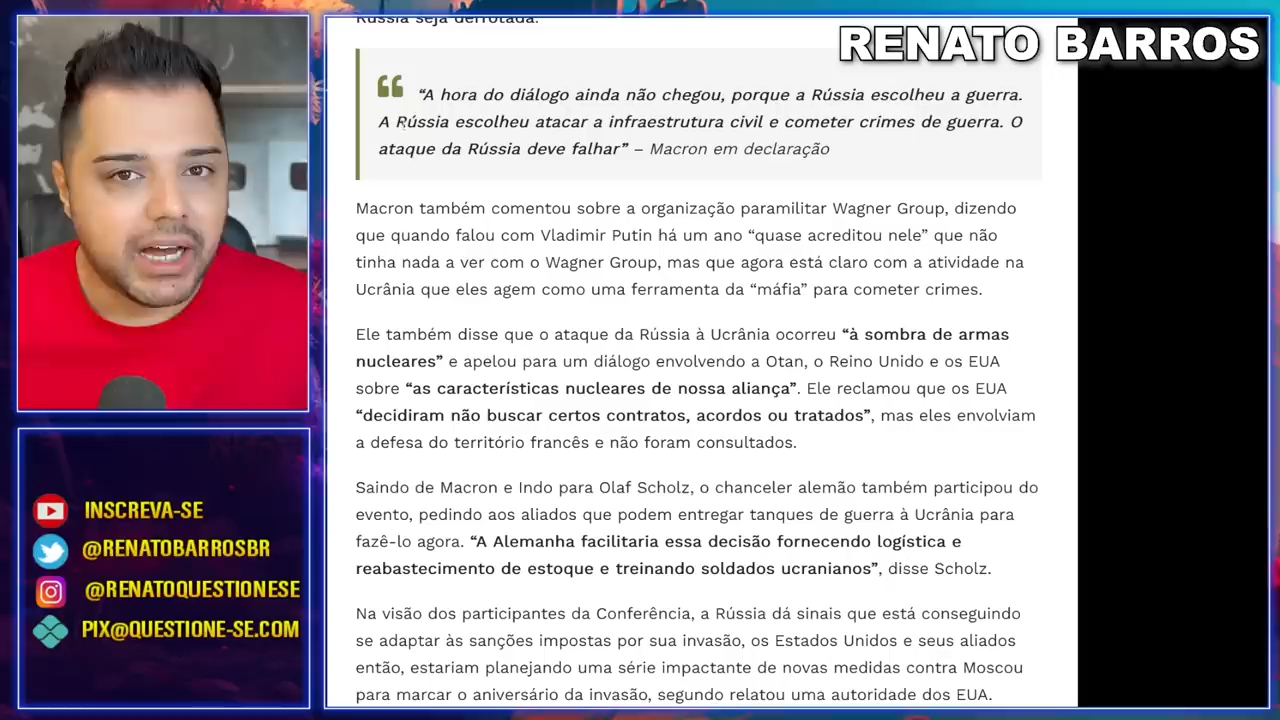 Rússia seja derrotada.
RENATO BARROS
“A hora do diálogo ainda não chegou, porque a Rússia escolheu a guerra.
A Rússia escolheu atacar a infraestrutura civil e cometer crimes de guerra. O
ataque da Rússia deve falhar” – Macron em declaração
Macron também comentou sobre a organização paramilitar Wagner Group, dizendo
que quando falou com Vladimir Putin há um ano “quase acreditou nele” que não
tinha nada a ver com o Wagner Group, mas que agora está claro com a atividade na
Ucrânia que eles agem como uma ferramenta da “máfia” para cometer crimes.
Ele também disse que o ataque da Rússia à Ucrânia ocorreu “à sombra de armas
nucleares” e apelou para um diálogo envolvendo a Otan, o Reino Unido e os EUA
sobre “as características nucleares de nossa aliança”. Ele reclamou que os EUA
“decidiram não buscar certos contratos, acordos ou tratados”, mas eles envolviam
a defesa do território francês e não foram consultados.
Saindo de Macron e Indo para Olaf Scholz, o chanceler alemão também participou do
evento, pedindo aos aliados que podem entregar tanques de guerra à Ucrânia para
fazê-lo agora. “A Alemanha facilitaria essa decisão fornecendo logística e
reabastecimento de estoque e treinando soldados ucranianos”, disse Scholz.
Na visão dos participantes da Conferência, a Rússia dá sinais que está conseguindo
se adaptar às sanções impostas por sua invasão, os Estados Unidos e seus aliados
então, estariam planejando uma série impactante de novas medidas contra Moscou
para marcar o aniversário da invasão, segundo relatou uma autoridade dos EUA.
INSCREVA-SE
@RENATOBARROSBR
@RENATOQUESTIONESE
PIX@QUESTIONE-SE.COM